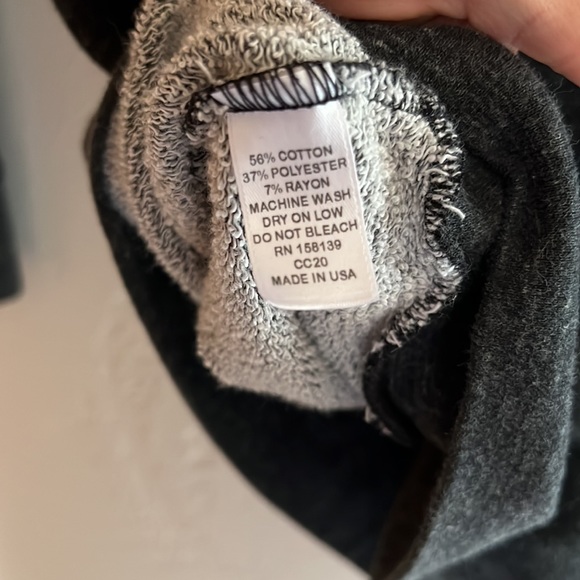 56% COTTON
37% POLYESTER
7% RAYON
MACHINE WASH
DRY ON LOW
DO NOT BLEACH
RN 158139
CC20
MADE IN USA